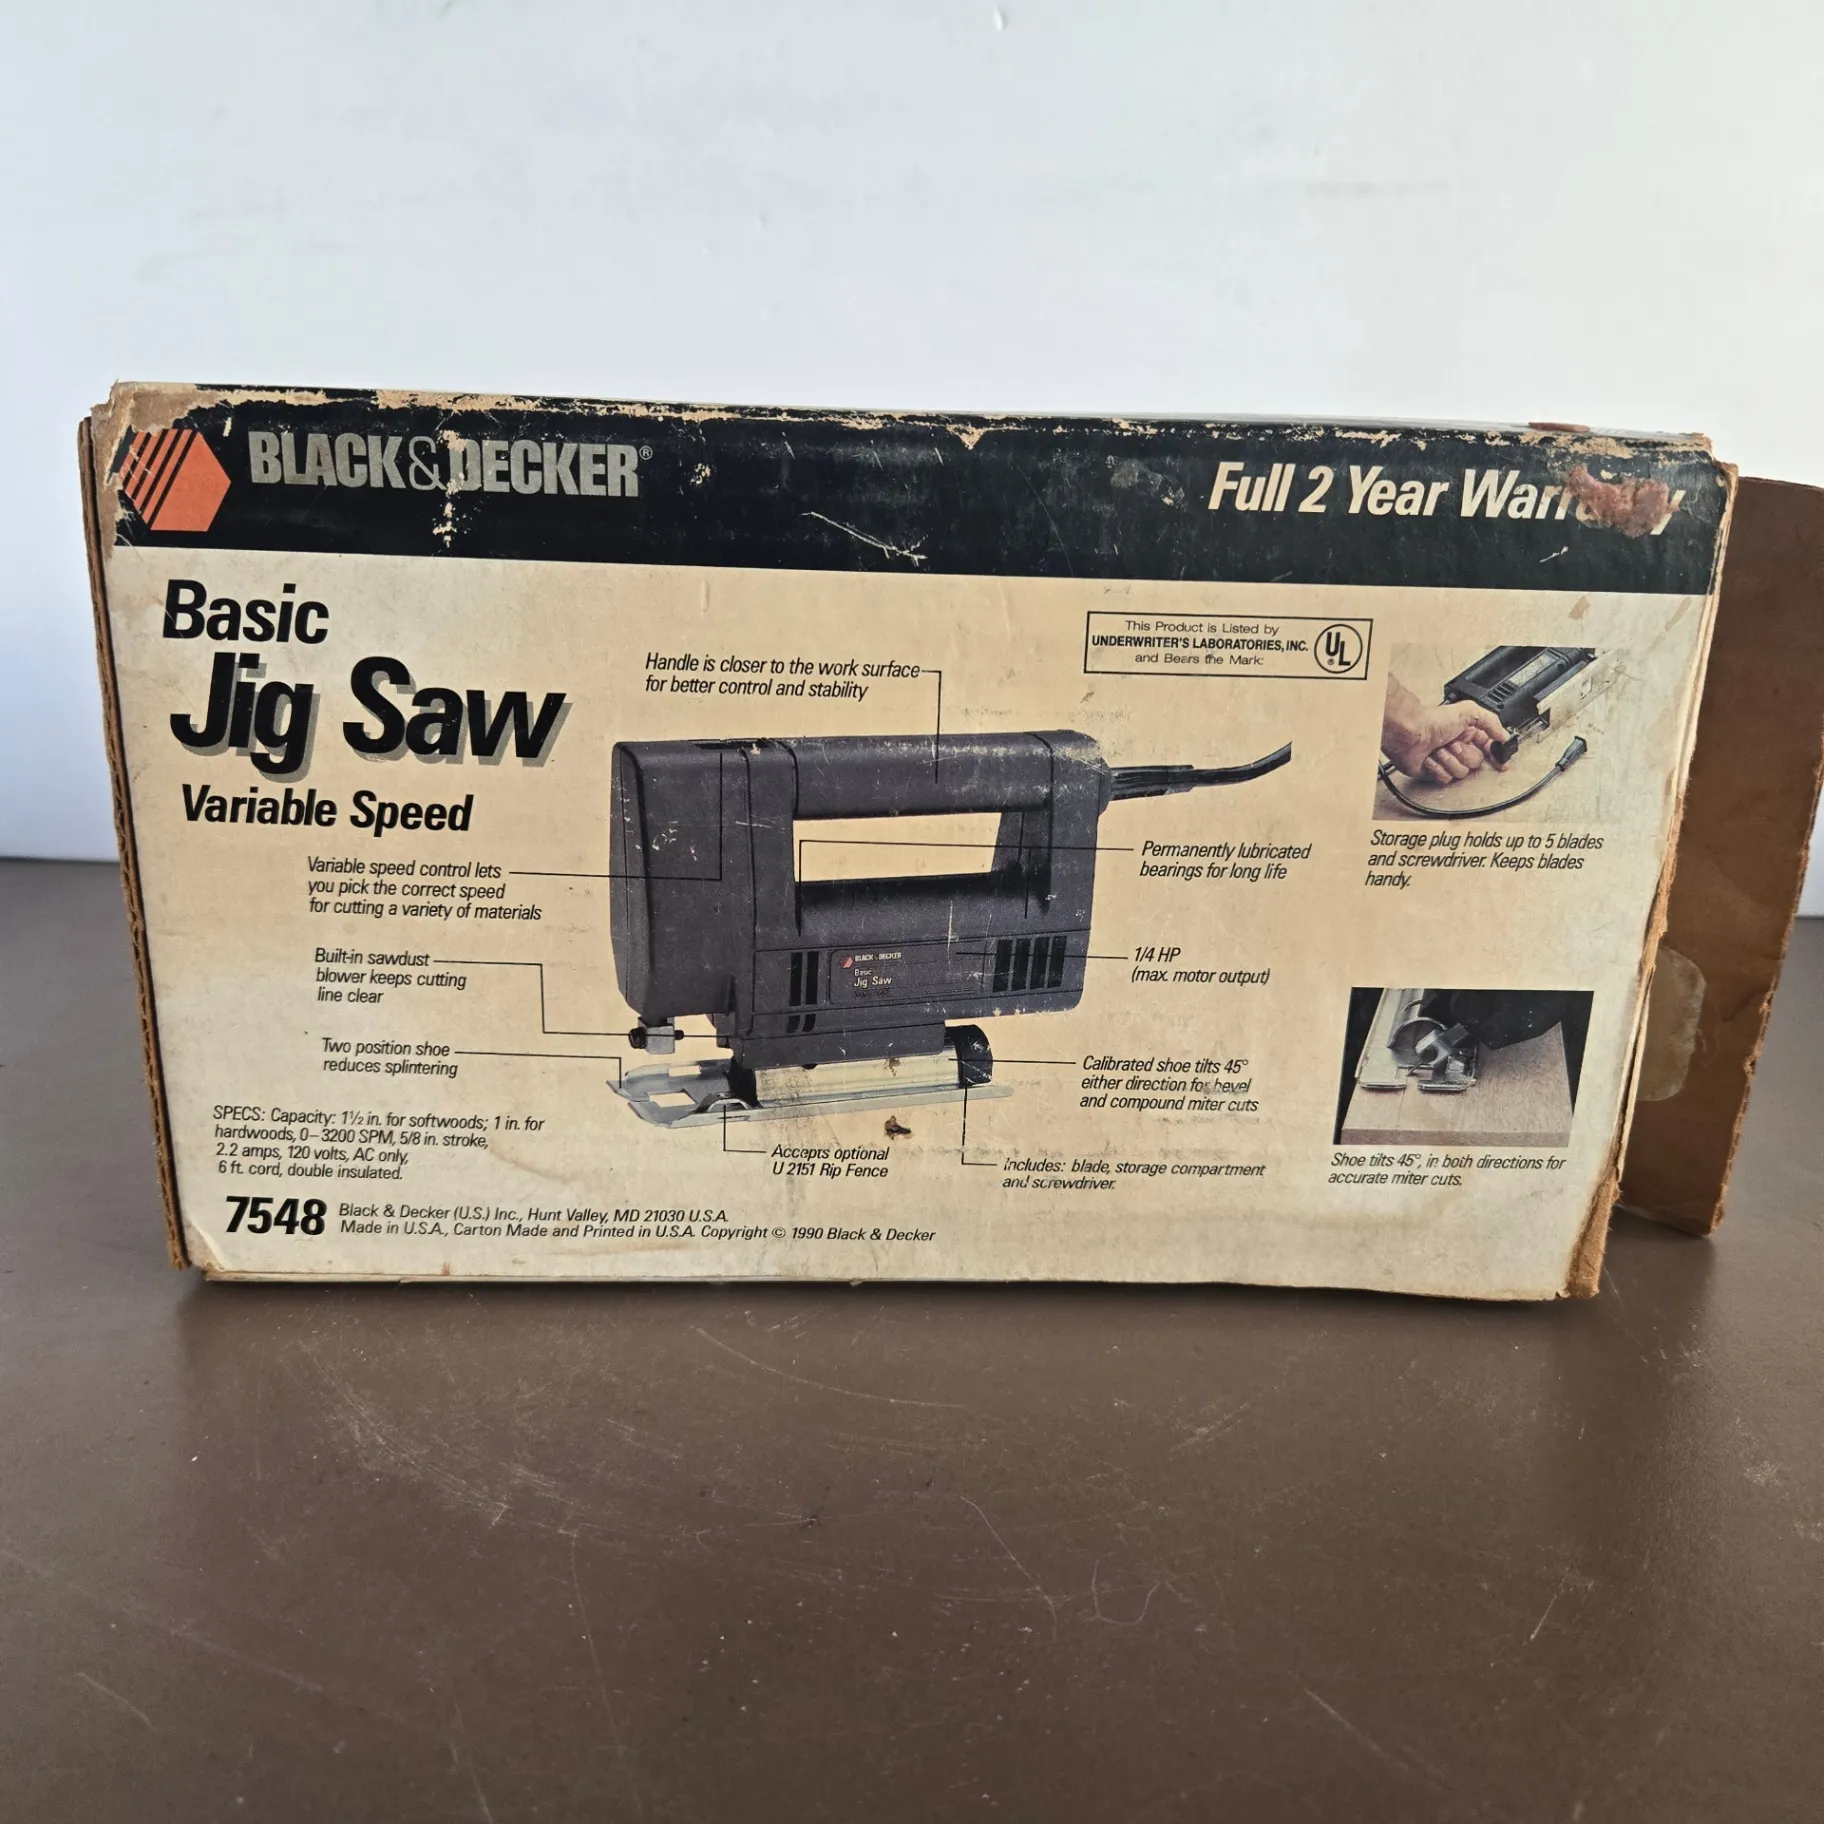 BLACK & DECKER®
Full 2 Year
Basic
Jig Saw
Variable Speed
This Product is Listed by
UNDERWRITER'S LABORATORIES, INC.
and Bears the Mark:
UL
®
Handle is closer to the work surface
for better control and stability
Variable speed control lets
you pick the correct speed
for cutting a variety of materials
Built-in sawdust
blower keeps cutting
line clear
Two position shoe
reduces splintering
Permanently lubricated
bearings for long life
1/4 HP
(max. motor output)
BLACK & DECKER
Basic
Jig Saw
Calibrated shoe tilts 45°
either direction for bevel
and compound miter cuts
Accepts optional
U 2151 Rip Fence
Includes: blade, storage compartment
and screwdriver.
Storage plug holds up to 5 blades
and screwdriver. Keeps blades
handy.
Shoe tilts 45°, in both directions for
accurate miter cuts.
SPECS: Capacity: 1½ in. for softwoods; 1 in. for
hardwoods, 0–3200 SPM, 5/8 in. stroke,
2.2 amps, 120 volts, AC only,
6 ft. cord, double insulated.
7548
Black & Decker (U.S.) Inc., Hunt Valley, MD 21030 U.S.A.
Made in U.S.A., Carton Made and Printed in U.S.A. Copyright © 1990 Black & Decker